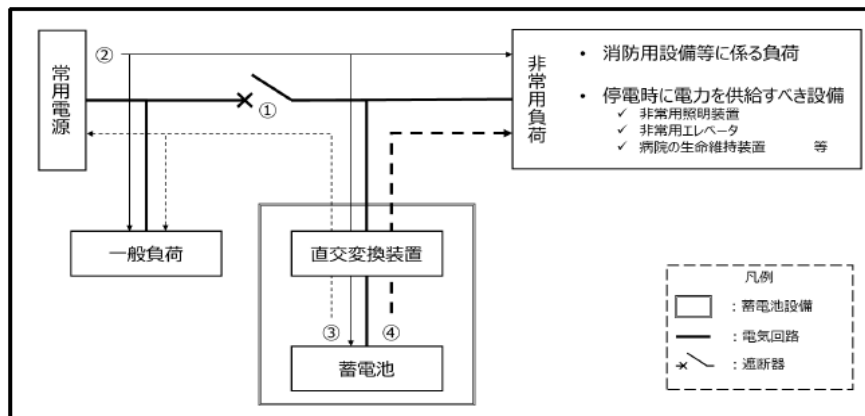 ②
常用電源
①
非常用負荷
・ 消防用設備等に係る負荷
・ 停電時に電力を供給すべき設備
✓ 非常用照明装置
✓ 非常用エレベータ
✓ 病院の生命維持装置 等
一般負荷
直交変換装置
③ ④
蓄電池
凡例
：蓄電池設備
：電気回路
：遮断器